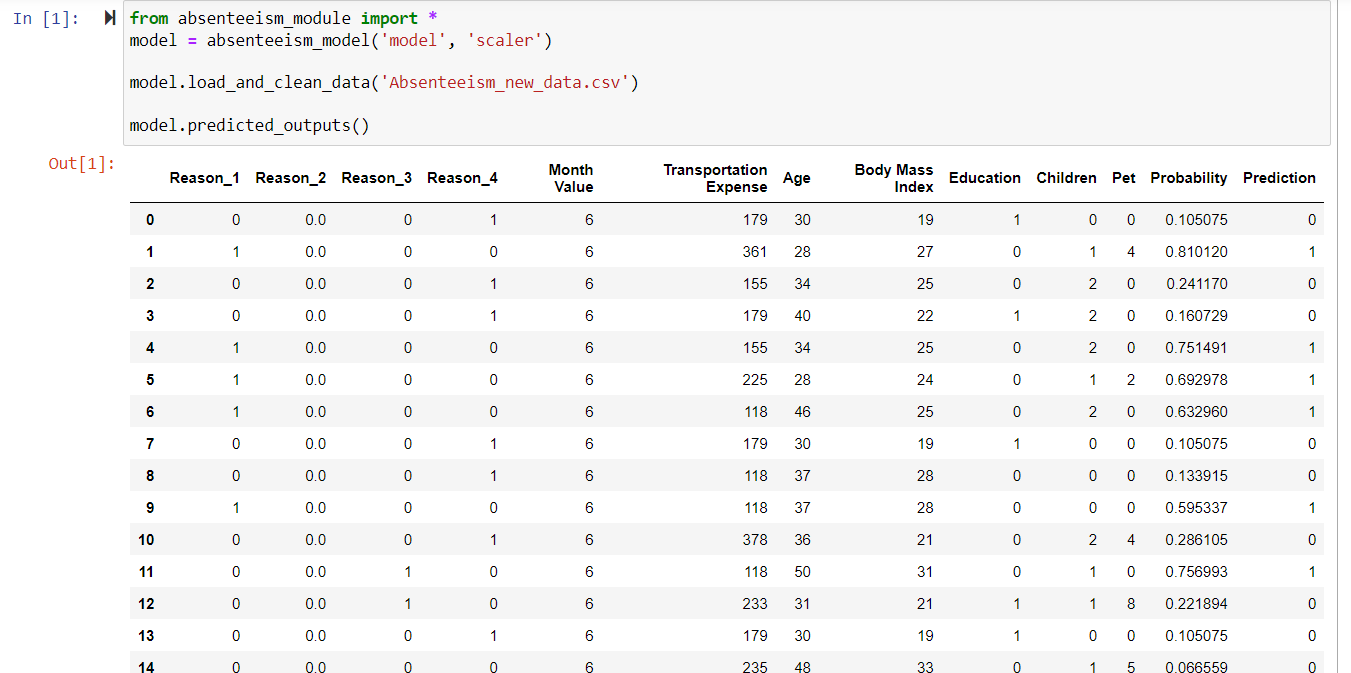 In [1]: from absenteeism_module import *
model = absenteeism_model('model', 'scaler')
model.load_and_clean_data('Absenteeism_new_data.csv')
model.predicted_outputs()
Out[1]:
Reason_1 Reason_2 Reason_3 Reason_4 Month Value Transportation Expense Age Body Mass Index Education Children Pet Probability Prediction
0 0 0.0 0 1 6 179 30 19 1 0 0 0.105075 0
1 1 0.0 0 0 6 361 28 27 0 1 4 0.810120 1
2 0 0.0 0 1 6 155 34 25 0 2 0 0.241170 0
3 0 0.0 0 1 6 179 40 22 1 2 0 0.160729 0
4 1 0.0 0 0 6 155 34 25 0 2 0 0.751491 1
5 1 0.0 0 0 6 225 28 24 0 1 2 0.692978 1
6 1 0.0 0 0 6 118 46 25 0 2 0 0.632960 1
7 0 0.0 0 1 6 179 30 19 1 0 0 0.105075 0
8 0 0.0 0 1 6 118 37 28 0 0 0 0.133915 0
9 1 0.0 0 0 6 118 37 28 0 0 0 0.595337 1
10 0 0.0 0 1 6 378 36 21 0 2 4 0.286105 0
11 0 0.0 1 0 6 118 50 31 0 1 0 0.756993 1
12 0 0.0 1 0 6 233 31 21 1 1 8 0.221894 0
13 0 0.0 0 1 6 179 30 19 1 0 0 0.105075 0
14 0 0.0 0 0 6 235 48 33 0 1 5 0.066559 0